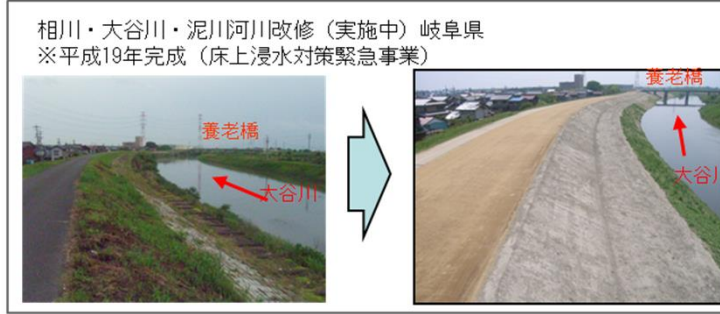 相川・大谷川・泥川河川改修（実施中）岐阜県
※平成19年完成（床上浸水対策緊急事業）
養老橋
大谷川
養老橋
大谷川